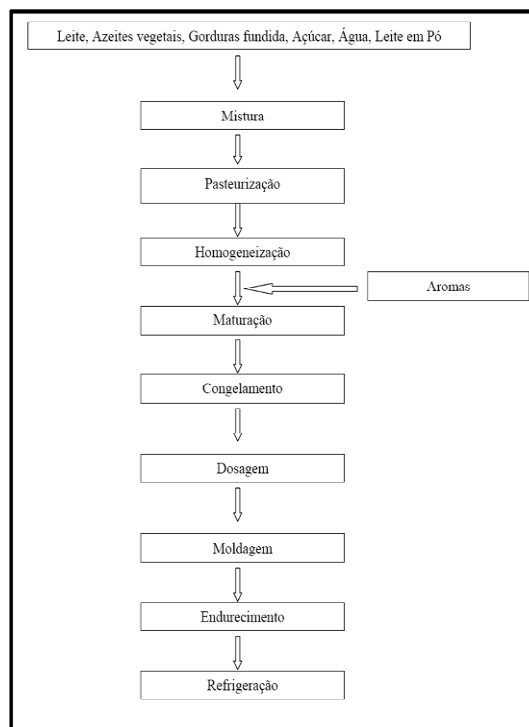 Leite, Azeites vegetais, Gorduras fundida, Açúcar, Água, Leite em Pó
Mistura
Pasteurização
Homogeneização
Aromas
Maturação
Congelamento
Dosagem
Moldagem
Endurecimento
Refrigeração